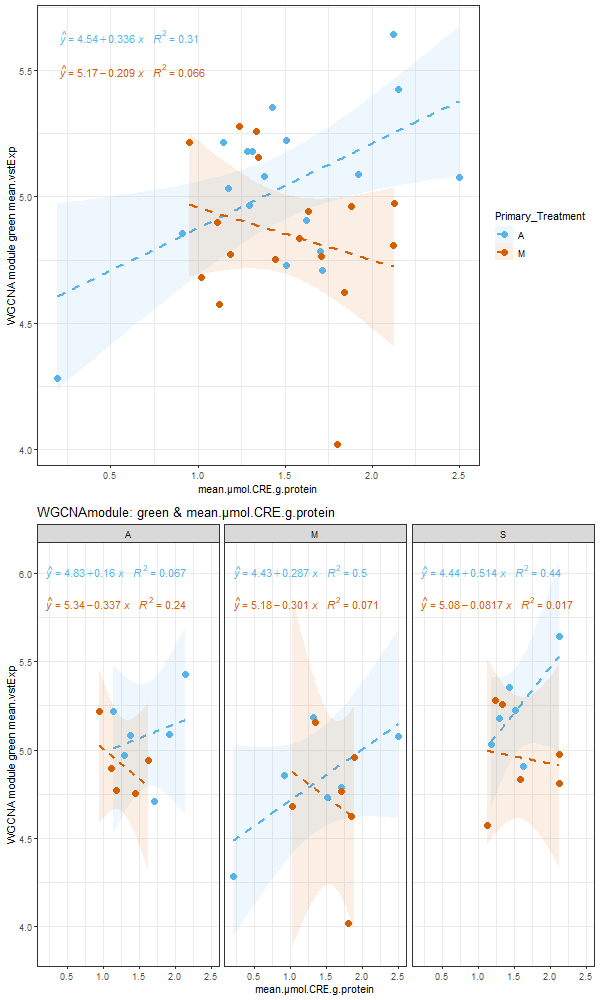 ŷ = 4.54 + 0.336 x R² = 0.31
ŷ = 5.17 − 0.209 x R² = 0.066
5.5
5.0
4.5
4.0
WGCNA module green mean.vstExp
0.5 1.0 1.5 2.0 2.5
mean.µmol.CRE.g.protein
Primary_Treatment
A
M
WGCNAmodule: green & mean.µmol.CRE.g.protein
A M S
ŷ = 4.83 + 0.16 x R² = 0.067
ŷ = 5.34 − 0.337 x R² = 0.24
ŷ = 4.43 + 0.287 x R² = 0.5
ŷ = 5.18 − 0.301 x R² = 0.071
ŷ = 4.44 + 0.514 x R² = 0.44
ŷ = 5.08 − 0.0817 x R² = 0.017
6.0
5.5
5.0
4.5
4.0
WGCNA module green mean.vstExp
0.5 1.0 1.5 2.0 2.5 0.5 1.0 1.5 2.0 2.5 0.5 1.0 1.5 2.0 2.5
mean.µmol.CRE.g.protein